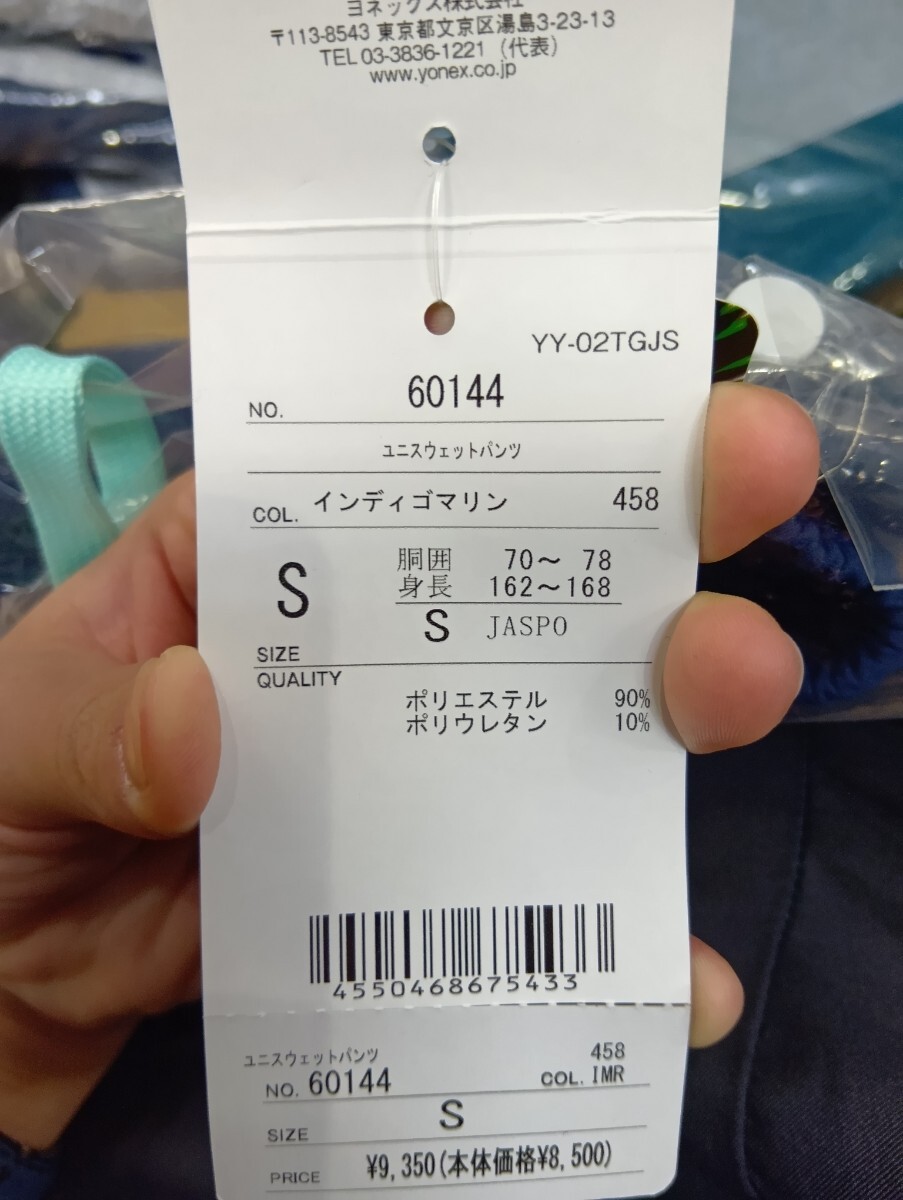 ヨネックス株式会社
〒113-8543 東京都文京区湯島3-23-13
TEL 03-3836-1221 (代表)
www.yonex.co.jp
YY-02TGJS
NO. 60144
ユニスウェットパンツ
COL. インディゴマリン 458
胴囲 70〜 78
身長 162〜168
S JASPO
S
SIZE
QUALITY
ポリエステル 90%
ポリウレタン 10%
4550468675433
ユニスウェットパンツ 458
NO. 60144 COL. IMR
SIZE S
PRICE ¥9,350(本体価格¥8,500)